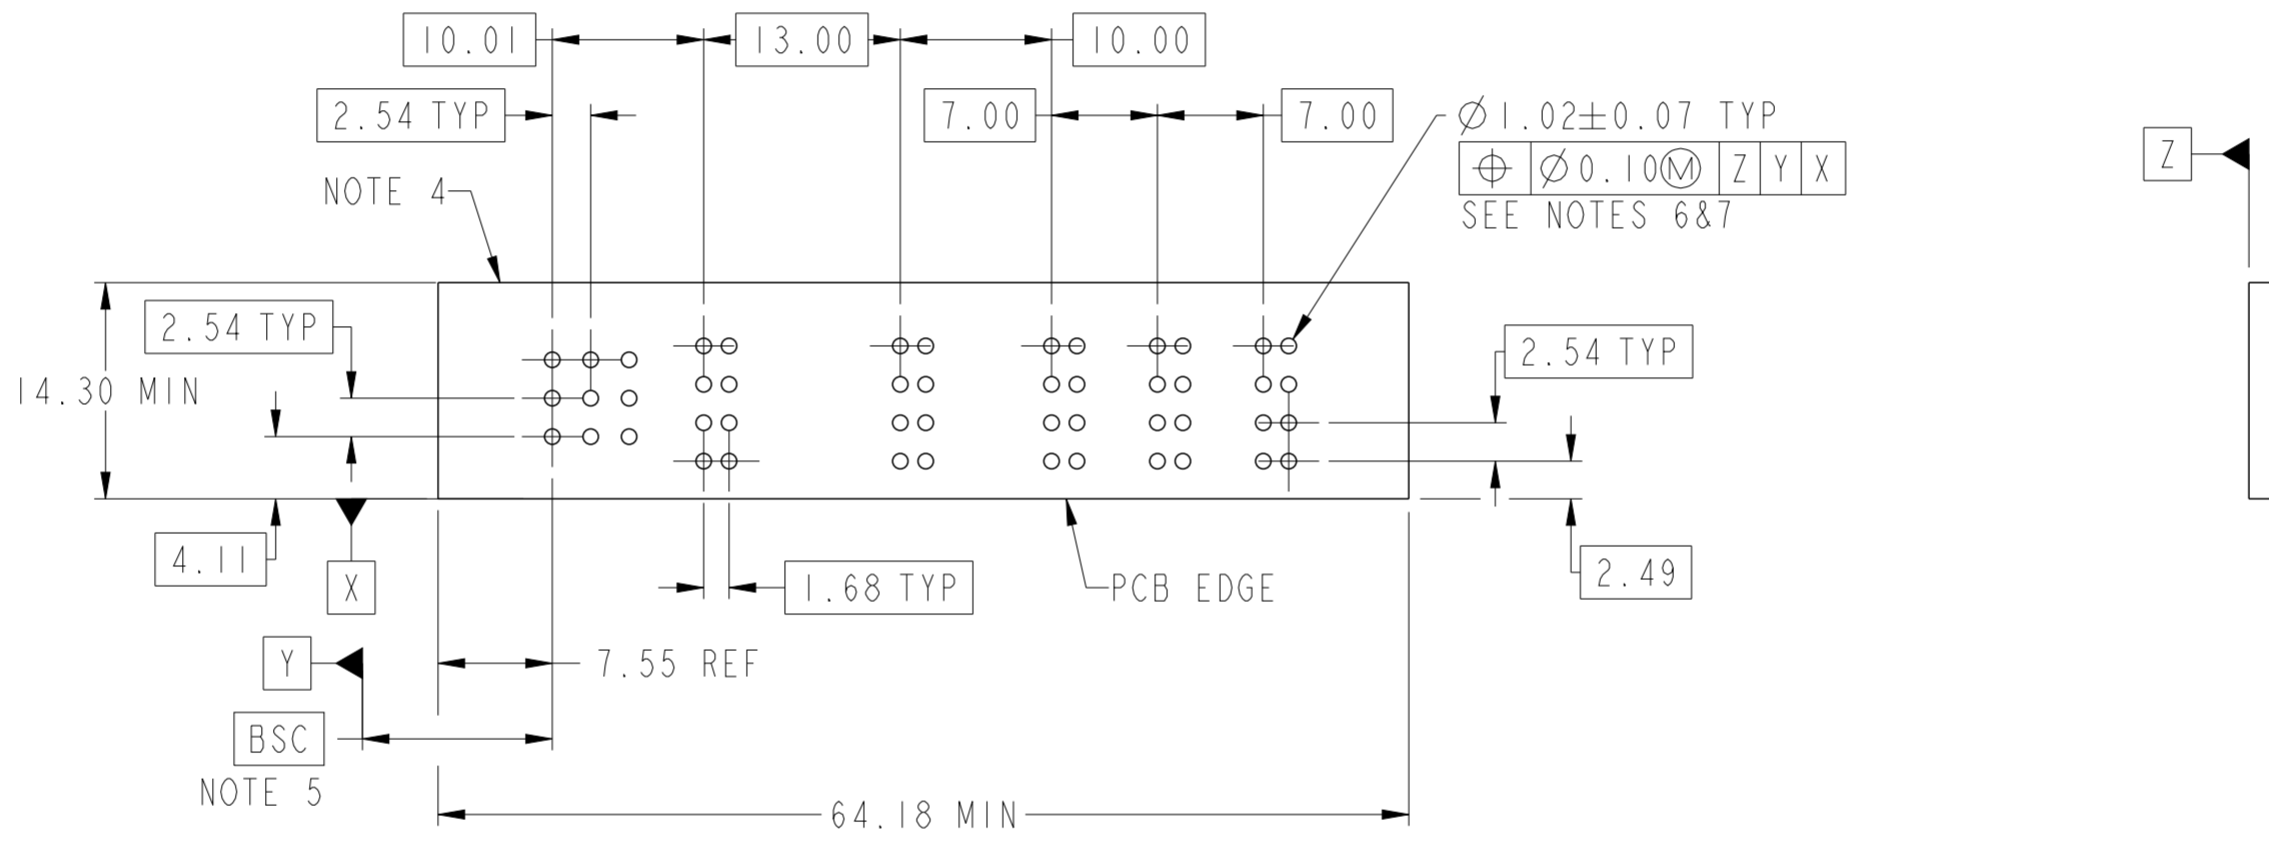 10.01
13.00
10.00
2.54 TYP
7.00
7.00
Ø1.02±0.07 TYP
⌖ Ø0.10Ⓜ Z Y X
SEE NOTES 6&7
Z
NOTE 4
2.54 TYP
2.54 TYP
14.30 MIN
4.11
X
1.68 TYP
PCB EDGE
2.49
Y
7.55 REF
BSC
NOTE 5
64.18 MIN